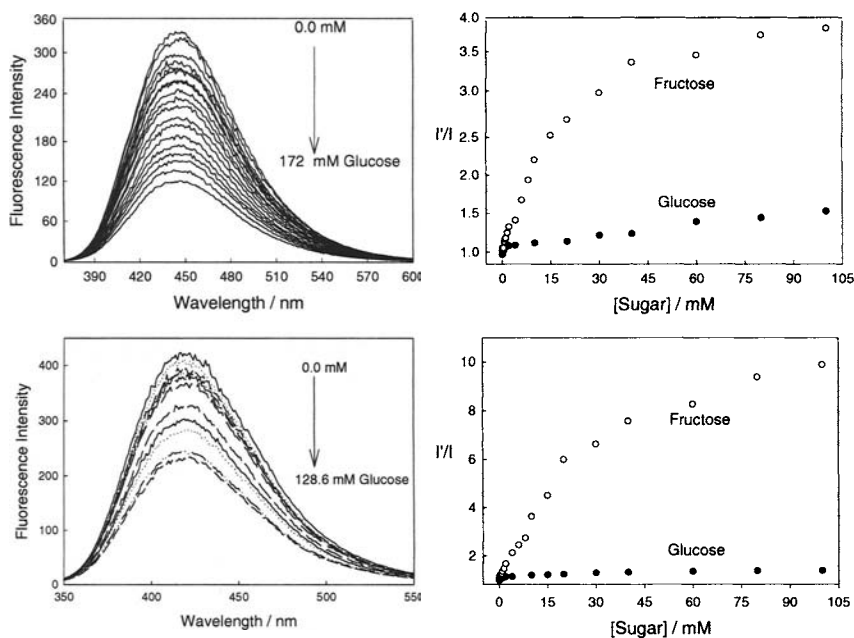 360
300
240
180
120
60
0
Fluorescence Intensity
0.0 mM
172 mM Glucose
390 420 450 480 510 540 570 600
Wavelength / nm
4.0
3.5
3.0
2.5
2.0
1.5
1.0
I'/I
Fructose
Glucose
0 15 30 45 60 75 90 105
[Sugar] / mM
400
300
200
100
0
Fluorescence Intensity
0.0 mM
128.6 mM Glucose
350 400 450 500 55
Wavelength / nm
10
8
6
4
2
I'/I
Fructose
Glucose
0 15 30 45 60 75 90 105
[Sugar] / mM